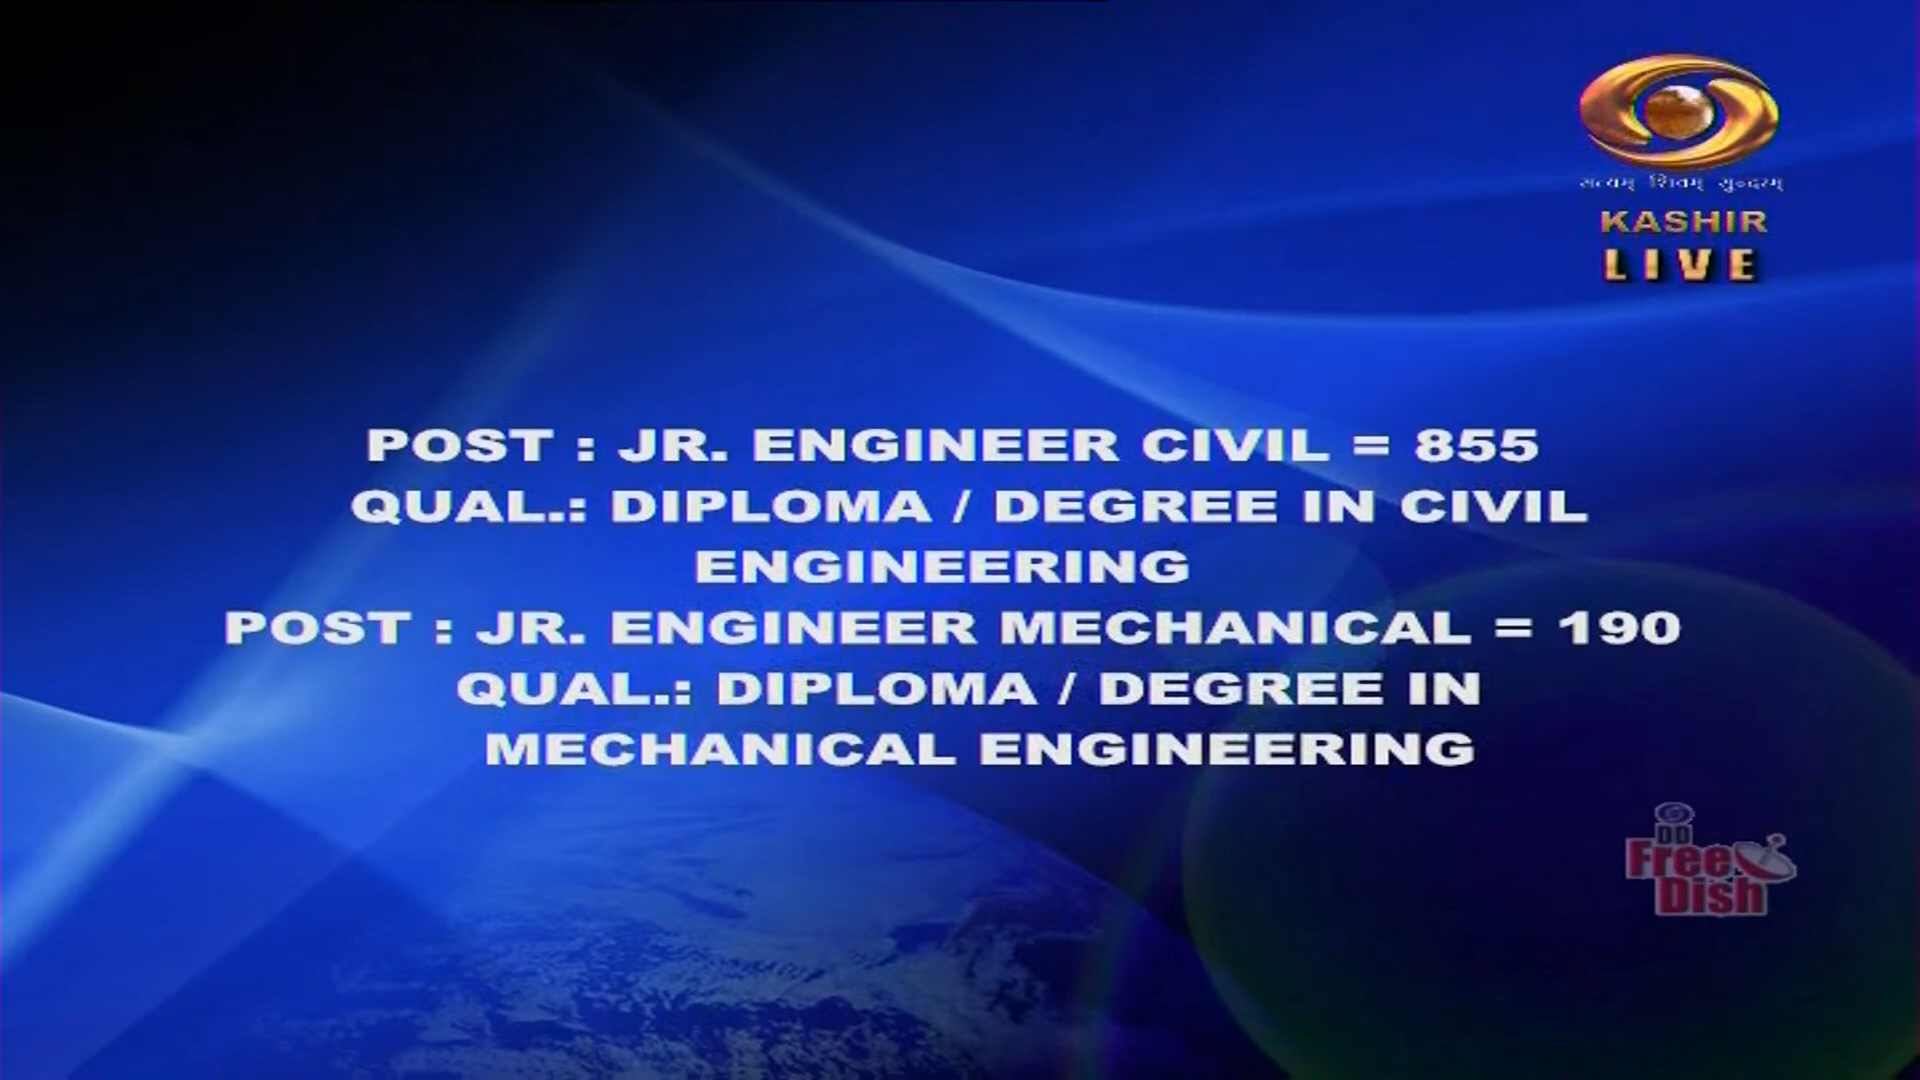 सत्यम् शिवम् सुन्दरम्
KASHIR
LIVE
POST : JR. ENGINEER CIVIL = 855
QUAL.: DIPLOMA / DEGREE IN CIVIL
ENGINEERING
POST : JR. ENGINEER MECHANICAL = 190
QUAL.: DIPLOMA / DEGREE IN
MECHANICAL ENGINEERING
DD
Free
Dish